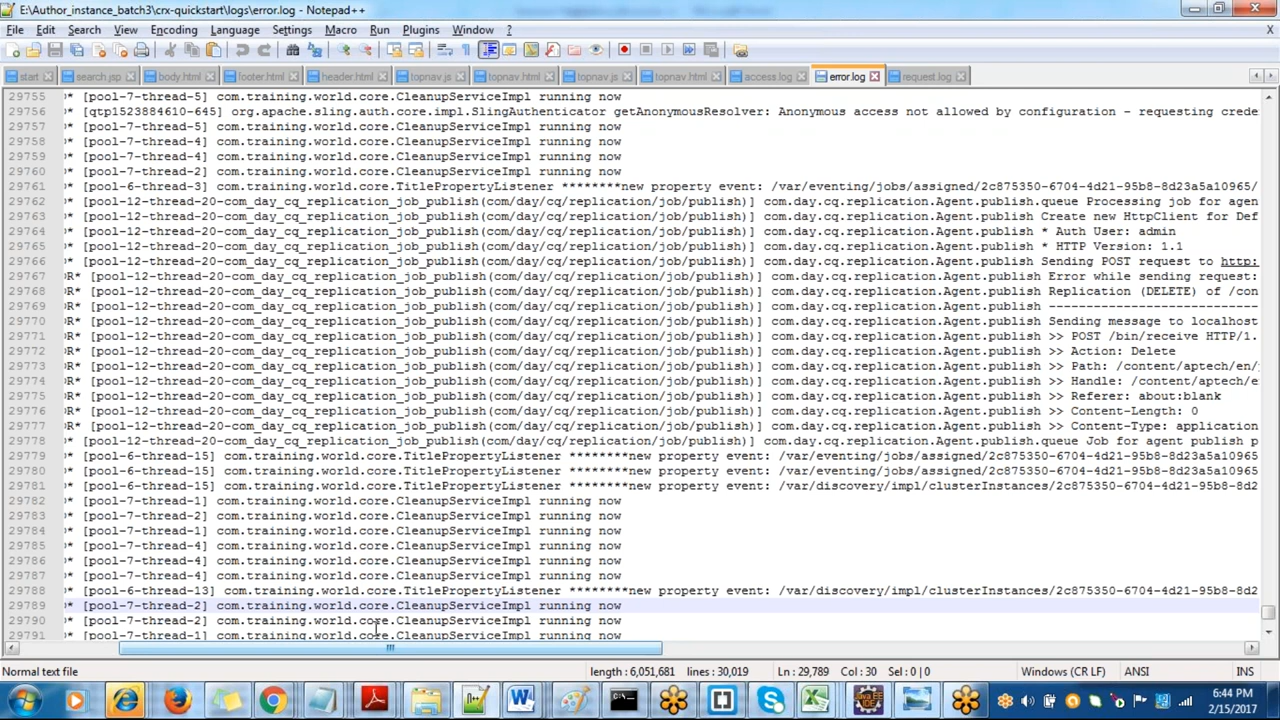 E:\Author_instance_batch3\crx-quickstart\logs\error.log - Notepad++
File Edit Search View Encoding Language Settings Macro Run Plugins Window ? X
start search.jsp body.html footer.html header.html topnav.js topnav.html topnav.js topnav.html access.log error.log request.log
29755 * [pool-7-thread-5] com.training.world.core.CleanupServiceImpl running now
29756 * [qtp1523884610-645] org.apache.sling.auth.core.impl.SlingAuthenticator getAnonymousResolver: Anonymous access not allowed by configuration - requesting crede
29757 * [pool-7-thread-5] com.training.world.core.CleanupServiceImpl running now
29758 * [pool-7-thread-4] com.training.world.core.CleanupServiceImpl running now
29759 * [pool-7-thread-4] com.training.world.core.CleanupServiceImpl running now
29760 * [pool-7-thread-2] com.training.world.core.CleanupServiceImpl running now
29761 * [pool-6-thread-3] com.training.world.core.TitlePropertyListener ********new property event: /var/eventing/jobs/assigned/2c875350-6704-4d21-95b8-8d23a5a10965/
29762 * [pool-12-thread-20-com_day_cq_replication_job_publish(com/day/cq/replication/job/publish)] com.day.cq.replication.Agent.publish.queue Processing job for agen
29763 * [pool-12-thread-20-com_day_cq_replication_job_publish(com/day/cq/replication/job/publish)] com.day.cq.replication.Agent.publish Create new HttpClient for Def
29764 * [pool-12-thread-20-com_day_cq_replication_job_publish(com/day/cq/replication/job/publish)] com.day.cq.replication.Agent.publish * Auth User: admin
29765 * [pool-12-thread-20-com_day_cq_replication_job_publish(com/day/cq/replication/job/publish)] com.day.cq.replication.Agent.publish * HTTP Version: 1.1
29766 * [pool-12-thread-20-com_day_cq_replication_job_publish(com/day/cq/replication/job/publish)] com.day.cq.replication.Agent.publish Sending POST request to http:
29767 R* [pool-12-thread-20-com_day_cq_replication_job_publish(com/day/cq/replication/job/publish)] com.day.cq.replication.Agent.publish Error while sending request:
29768 R* [pool-12-thread-20-com_day_cq_replication_job_publish(com/day/cq/replication/job/publish)] com.day.cq.replication.Agent.publish Replication (DELETE) of /con
29769 R* [pool-12-thread-20-com_day_cq_replication_job_publish(com/day/cq/replication/job/publish)] com.day.cq.replication.Agent.publish ----------------------------
29770 R* [pool-12-thread-20-com_day_cq_replication_job_publish(com/day/cq/replication/job/publish)] com.day.cq.replication.Agent.publish Sending message to localhost
29771 R* [pool-12-thread-20-com_day_cq_replication_job_publish(com/day/cq/replication/job/publish)] com.day.cq.replication.Agent.publish >> POST /bin/receive HTTP/1.
29772 R* [pool-12-thread-20-com_day_cq_replication_job_publish(com/day/cq/replication/job/publish)] com.day.cq.replication.Agent.publish >> Action: Delete
29773 R* [pool-12-thread-20-com_day_cq_replication_job_publish(com/day/cq/replication/job/publish)] com.day.cq.replication.Agent.publish >> Path: /content/aptech/en/
29774 R* [pool-12-thread-20-com_day_cq_replication_job_publish(com/day/cq/replication/job/publish)] com.day.cq.replication.Agent.publish >> Handle: /content/aptech/e
29775 R* [pool-12-thread-20-com_day_cq_replication_job_publish(com/day/cq/replication/job/publish)] com.day.cq.replication.Agent.publish >> Referer: about:blank
29776 R* [pool-12-thread-20-com_day_cq_replication_job_publish(com/day/cq/replication/job/publish)] com.day.cq.replication.Agent.publish >> Content-Length: 0
29777 R* [pool-12-thread-20-com_day_cq_replication_job_publish(com/day/cq/replication/job/publish)] com.day.cq.replication.Agent.publish >> Content-Type: application
29778 * [pool-12-thread-20-com_day_cq_replication_job_publish(com/day/cq/replication/job/publish)] com.day.cq.replication.Agent.publish.queue Job for agent publish p
29779 * [pool-6-thread-15] com.training.world.core.TitlePropertyListener ********new property event: /var/eventing/jobs/assigned/2c875350-6704-4d21-95b8-8d23a5a10965
29780 * [pool-6-thread-15] com.training.world.core.TitlePropertyListener ********new property event: /var/eventing/jobs/assigned/2c875350-6704-4d21-95b8-8d23a5a10965
29781 * [pool-6-thread-15] com.training.world.core.TitlePropertyListener ********new property event: /var/discovery/impl/clusterInstances/2c875350-6704-4d21-95b8-8d2
29782 * [pool-7-thread-1] com.training.world.core.CleanupServiceImpl running now
29783 * [pool-7-thread-2] com.training.world.core.CleanupServiceImpl running now
29784 * [pool-7-thread-1] com.training.world.core.CleanupServiceImpl running now
29785 * [pool-7-thread-4] com.training.world.core.CleanupServiceImpl running now
29786 * [pool-7-thread-4] com.training.world.core.CleanupServiceImpl running now
29787 * [pool-7-thread-4] com.training.world.core.CleanupServiceImpl running now
29788 * [pool-6-thread-13] com.training.world.core.TitlePropertyListener ********new property event: /var/discovery/impl/clusterInstances/2c875350-6704-4d21-95b8-8d2
29789 * [pool-7-thread-2] com.training.world.core.CleanupServiceImpl running now
29790 * [pool-7-thread-2] com.training.world.core.CleanupServiceImpl running now
29791 * [pool-7-thread-1] com.training.world.core.CleanupServiceImpl running now
Normal text file length : 6,051,681 lines : 30,019 Ln : 29,789 Col : 30 Sel : 0 | 0 Windows (CR LF) ANSI INS
6:44 PM
2/15/2017